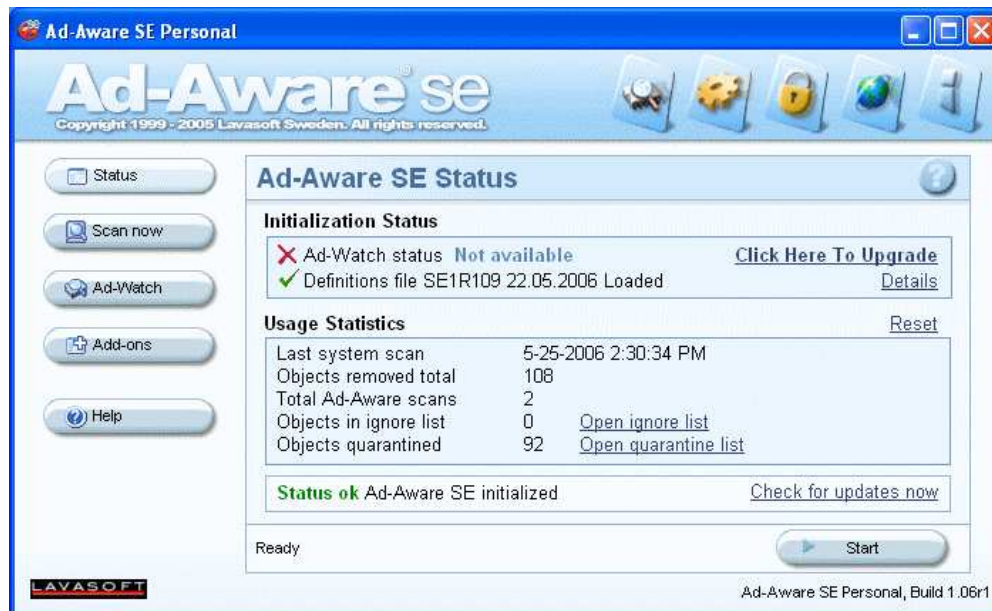 Ad-Aware SE Personal
Ad-Aware® se
Copyright 1999 - 2005 Lavasoft Sweden. All rights reserved.
Status
Scan now
Ad-Watch
Add-ons
Help
Ad-Aware SE Status
Initialization Status
Ad-Watch status Not available Click Here To Upgrade
Definitions file SE1R109 22.05.2006 Loaded Details
Usage Statistics Reset
Last system scan 5-25-2006 2:30:34 PM
Objects removed total 108
Total Ad-Aware scans 2
Objects in ignore list 0 Open ignore list
Objects quarantined 92 Open quarantine list
Status ok Ad-Aware SE initialized Check for updates now
Ready Start
LAVASOFT
Ad-Aware SE Personal, Build 1.06r1